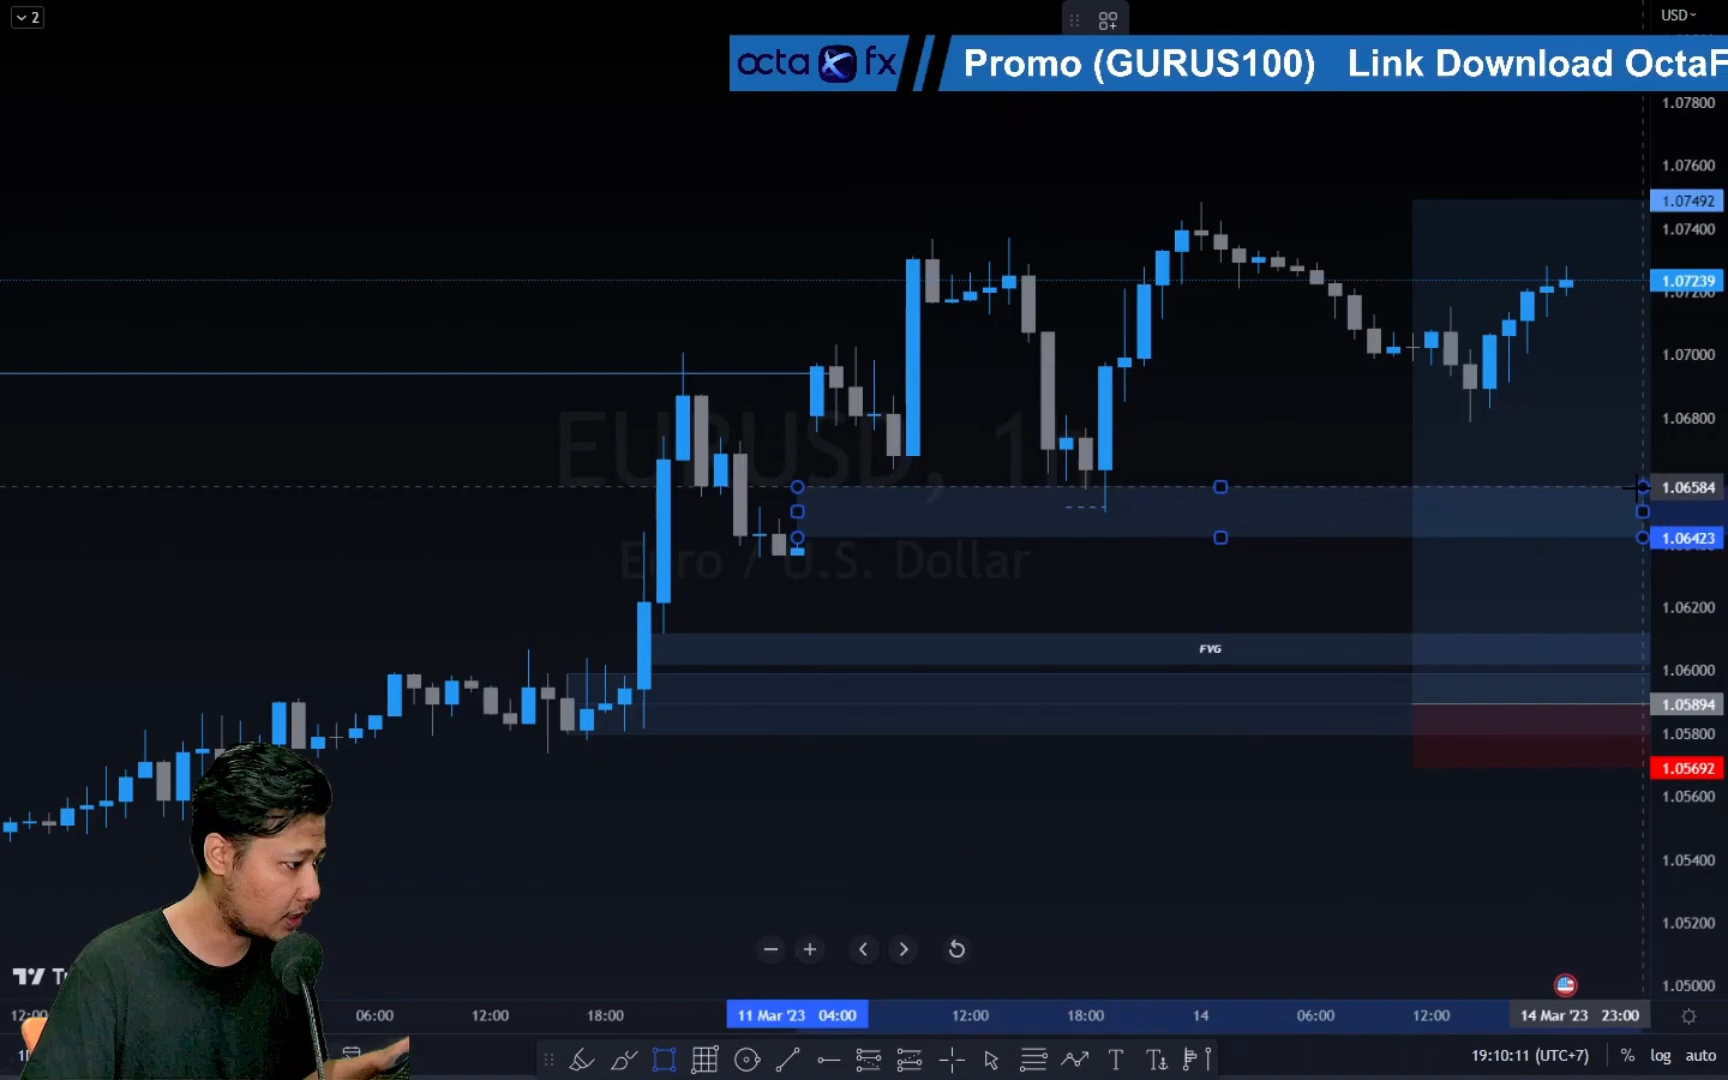 2
USD
octa fx Promo (GURUS100) Link Download OctaF
1.07800
1.07600
1.07492
1.07400
1.07239
1.07200
1.07000
1.06800
EURUSD, 1h
1.06584
1.06423
Euro / U.S. Dollar
1.06200
FVG
1.06000
1.05894
1.05800
1.05692
1.05600
1.05400
1.05200
1.05000
12:00 06:00 12:00 18:00 11 Mar '23 04:00 12:00 18:00 14 06:00 12:00 14 Mar '23 23:00
19:10:11 (UTC+7) % log auto